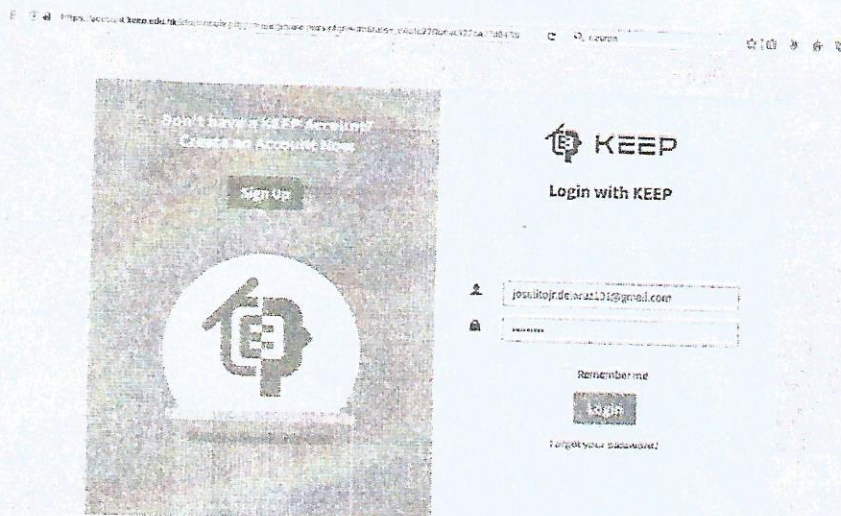 Search
Don't have a KEEP Account?
Create an Account Now
Sign Up
KEEP
Login with KEEP
Remember me
Login
Forgot your password?